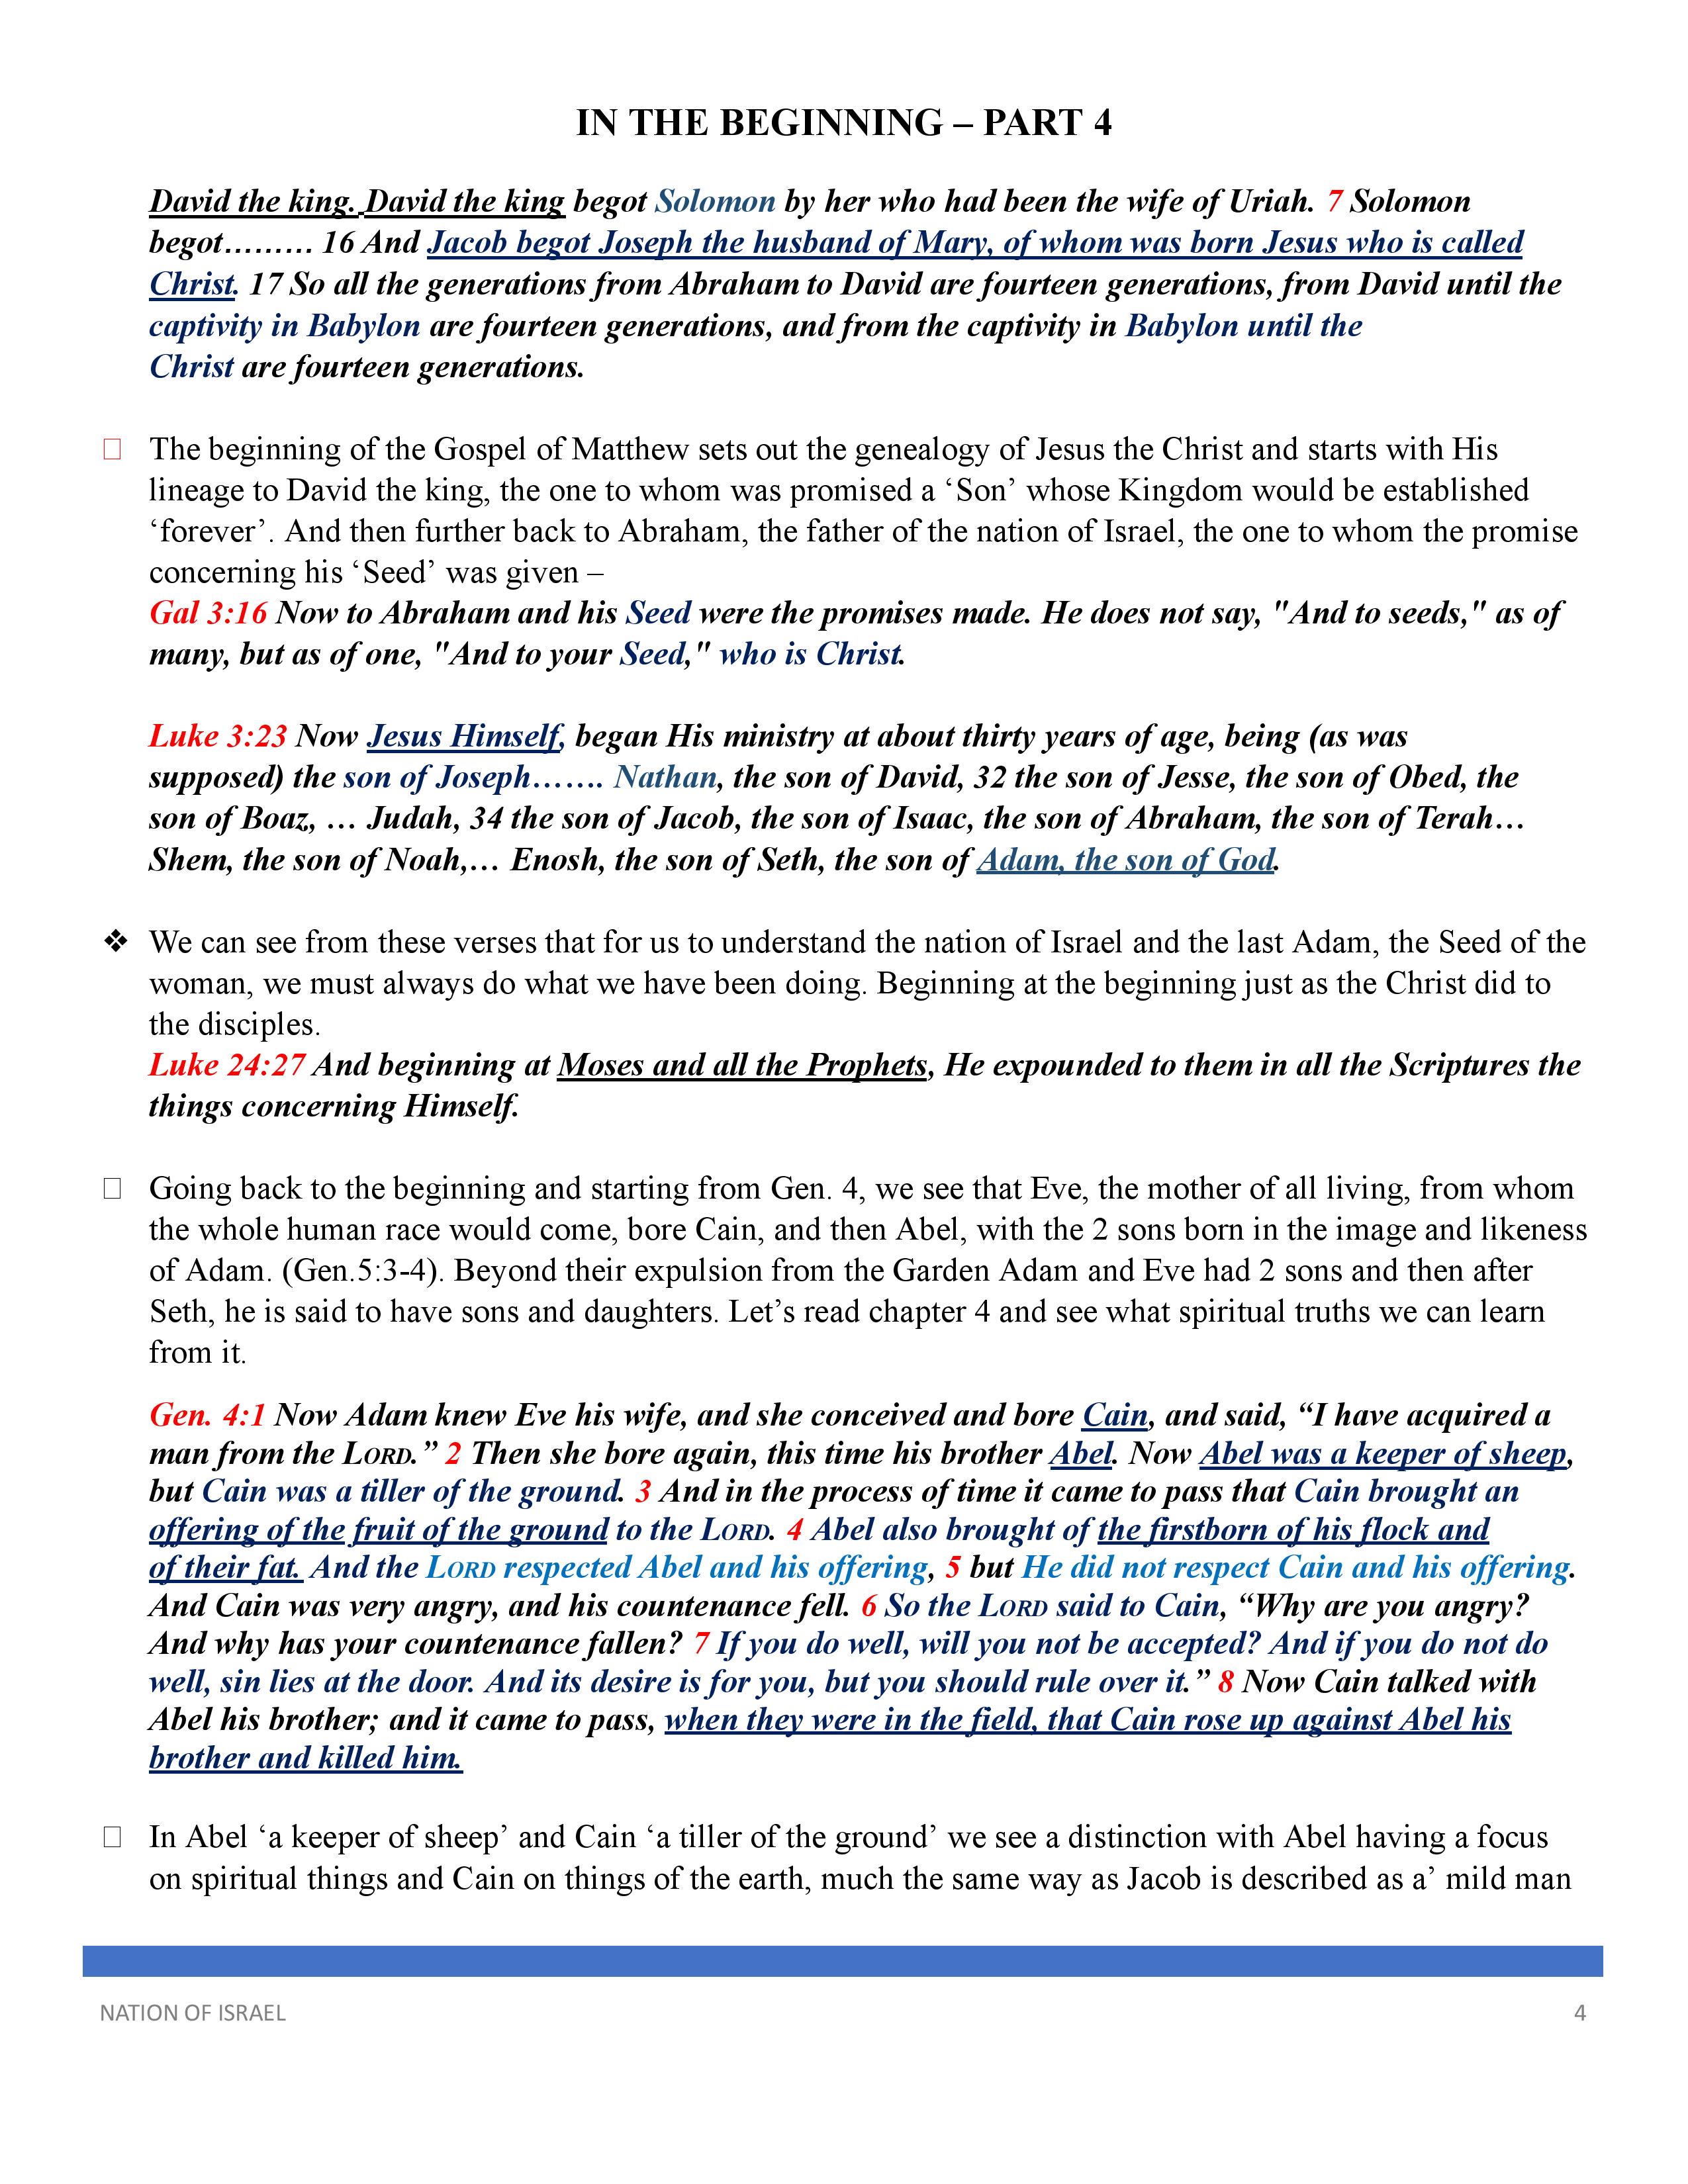 IN THE BEGINNING – PART 4
David the king. David the king begot Solomon by her who had been the wife of Uriah. 7 Solomon
begot……… 16 And Jacob begot Joseph the husband of Mary, of whom was born Jesus who is called
Christ. 17 So all the generations from Abraham to David are fourteen generations, from David until the
captivity in Babylon are fourteen generations, and from the captivity in Babylon until the
Christ are fourteen generations.
The beginning of the Gospel of Matthew sets out the genealogy of Jesus the Christ and starts with His
lineage to David the king, the one to whom was promised a ‘Son’ whose Kingdom would be established
‘forever’. And then further back to Abraham, the father of the nation of Israel, the one to whom the promise
concerning his ‘Seed’ was given –
Gal 3:16 Now to Abraham and his Seed were the promises made. He does not say, "And to seeds," as of
many, but as of one, "And to your Seed," who is Christ.
Luke 3:23 Now Jesus Himself, began His ministry at about thirty years of age, being (as was
supposed) the son of Joseph……. Nathan, the son of David, 32 the son of Jesse, the son of Obed, the
son of Boaz, … Judah, 34 the son of Jacob, the son of Isaac, the son of Abraham, the son of Terah…
Shem, the son of Noah,… Enosh, the son of Seth, the son of Adam, the son of God.
❖ We can see from these verses that for us to understand the nation of Israel and the last Adam, the Seed of the
woman, we must always do what we have been doing. Beginning at the beginning just as the Christ did to
the disciples.
Luke 24:27 And beginning at Moses and all the Prophets, He expounded to them in all the Scriptures the
things concerning Himself.
Going back to the beginning and starting from Gen. 4, we see that Eve, the mother of all living, from whom
the whole human race would come, bore Cain, and then Abel, with the 2 sons born in the image and likeness
of Adam. (Gen.5:3-4). Beyond their expulsion from the Garden Adam and Eve had 2 sons and then after
Seth, he is said to have sons and daughters. Let’s read chapter 4 and see what spiritual truths we can learn
from it.
Gen. 4:1 Now Adam knew Eve his wife, and she conceived and bore Cain, and said, “I have acquired a
man from the LORD.” 2 Then she bore again, this time his brother Abel. Now Abel was a keeper of sheep,
but Cain was a tiller of the ground. 3 And in the process of time it came to pass that Cain brought an
offering of the fruit of the ground to the LORD. 4 Abel also brought of the firstborn of his flock and
of their fat. And the LORD respected Abel and his offering, 5 but He did not respect Cain and his offering.
And Cain was very angry, and his countenance fell. 6 So the LORD said to Cain, “Why are you angry?
And why has your countenance fallen? 7 If you do well, will you not be accepted? And if you do not do
well, sin lies at the door. And its desire is for you, but you should rule over it.” 8 Now Cain talked with
Abel his brother; and it came to pass, when they were in the field, that Cain rose up against Abel his
brother and killed him.
In Abel ‘a keeper of sheep’ and Cain ‘a tiller of the ground’ we see a distinction with Abel having a focus
on spiritual things and Cain on things of the earth, much the same way as Jacob is described as a’ mild man
NATION OF ISRAEL 4